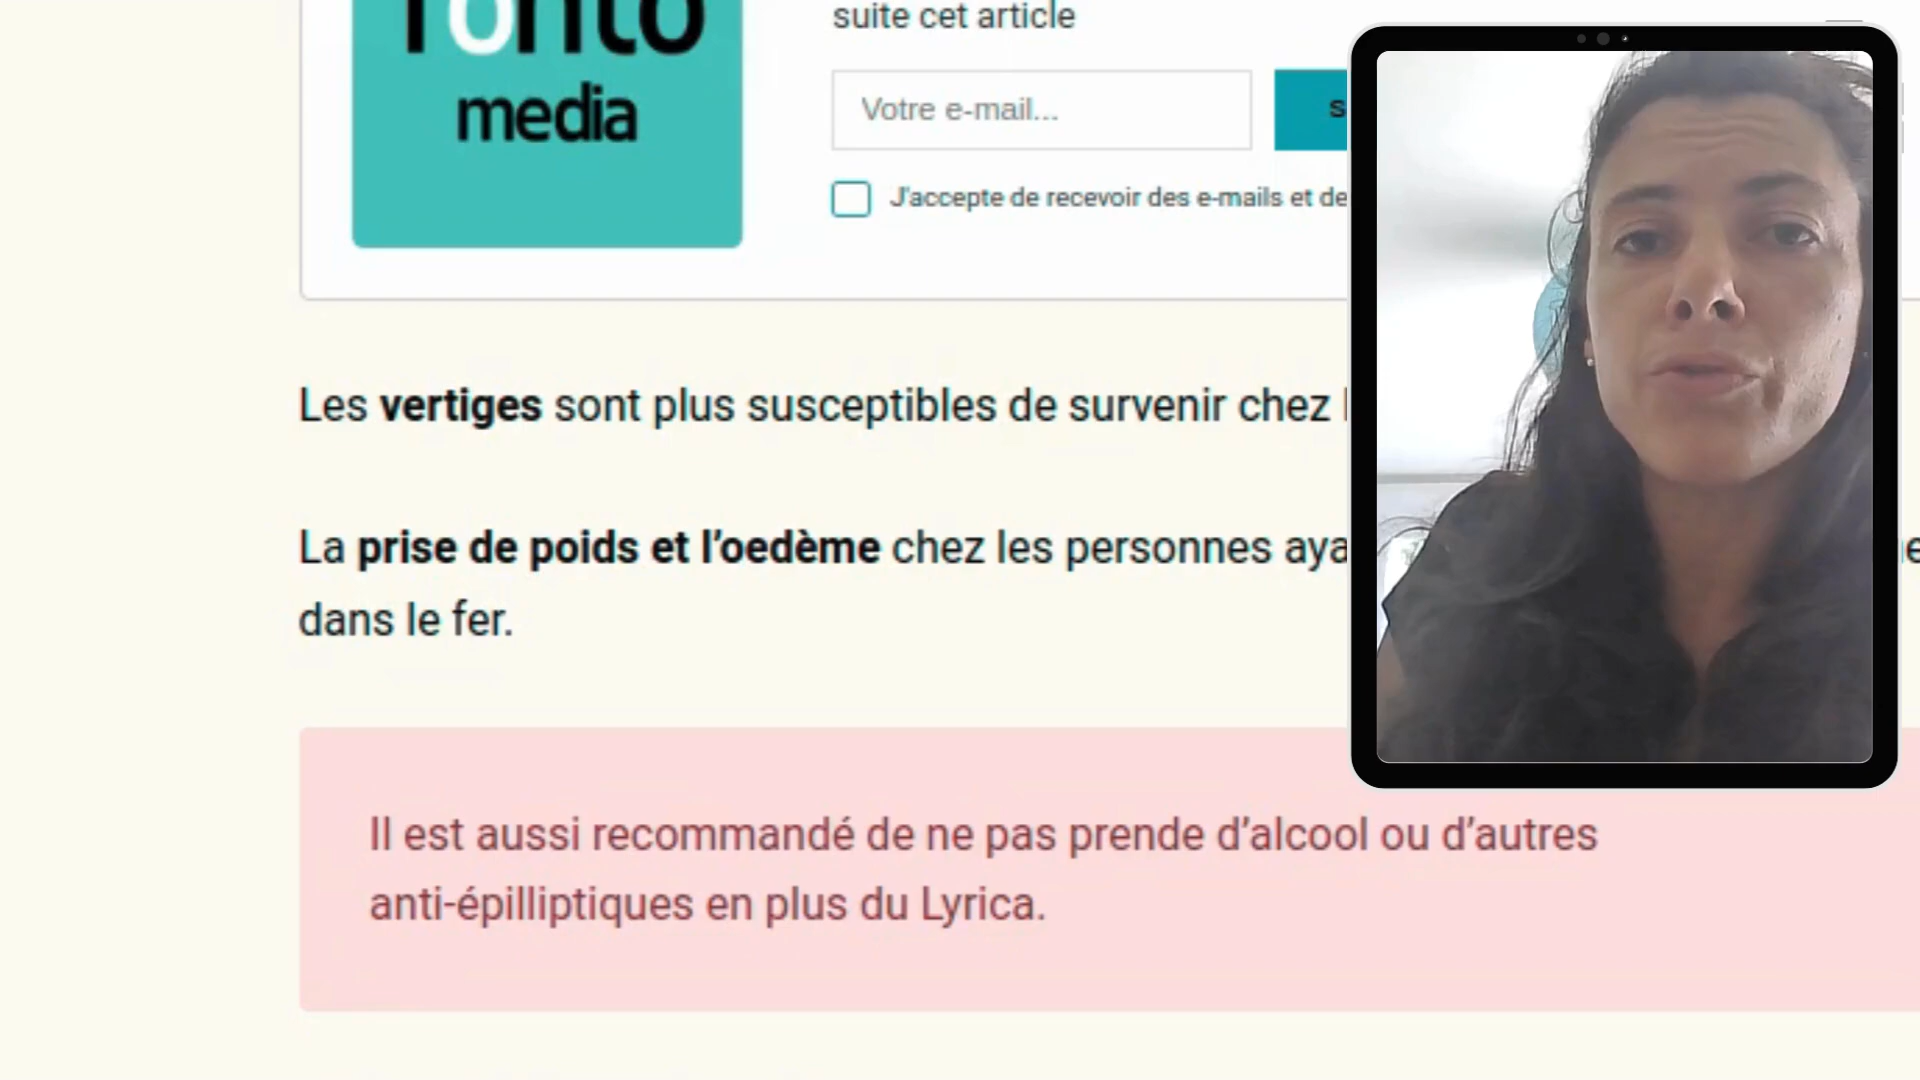 suite cet article
media
Votre e-mail...
J'accepte de recevoir des e-mails et de
Les vertiges sont plus susceptibles de survenir chez
La prise de poids et l'oedème chez les personnes
dans le fer.
Il est aussi recommandé de ne pas prende d'alcool ou d'autres
anti-épilliptiques en plus du Lyrica.